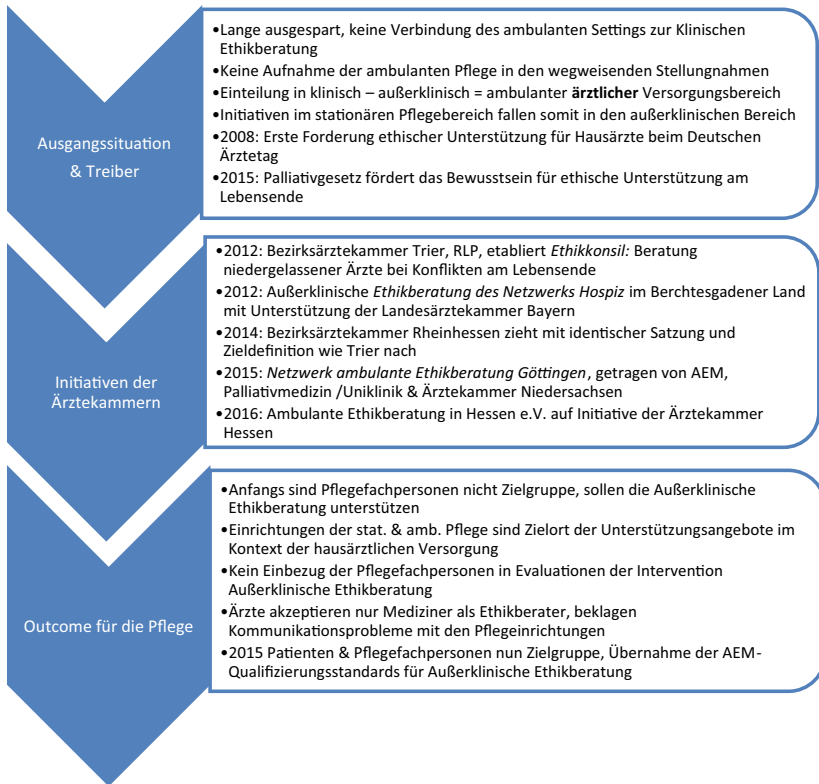 Ausgangssituation
& Treiber
•Lange ausgespart, keine Verbindung des ambulanten Settings zur Klinischen
Ethikberatung
•Keine Aufnahme der ambulanten Pflege in den wegweisenden Stellungnahmen
•Einteilung in klinisch – außerklinisch = ambulanter ärztlicher Versorgungsbereich
•Initiativen im stationären Pflegebereich fallen somit in den außerklinischen Bereich
•2008: Erste Forderung ethischer Unterstützung für Hausärzte beim Deutschen
Ärztetag
•2015: Palliativgesetz fördert das Bewusstsein für ethische Unterstützung am
Lebensende
Initiativen der
Ärztekammern
•2012: Bezirksärztekammer Trier, RLP, etabliert Ethikkonsil: Beratung
niedergelassener Ärzte bei Konflikten am Lebensende
•2012: Außerklinische Ethikberatung des Netzwerks Hospiz im Berchtesgadener Land
mit Unterstützung der Landesärztekammer Bayern
•2014: Bezirksärztekammer Rheinhessen zieht mit identischer Satzung und
Zieldefinition wie Trier nach
•2015: Netzwerk ambulante Ethikberatung Göttingen, getragen von AEM,
Palliativmedizin /Uniklinik & Ärztekammer Niedersachsen
•2016: Ambulante Ethikberatung in Hessen e.V. auf Initiative der Ärztekammer
Hessen
Outcome für die Pflege
•Anfangs sind Pflegefachpersonen nicht Zielgruppe, sollen die Außerklinische
Ethikberatung unterstützen
•Einrichtungen der stat. & amb. Pflege sind Zielort der Unterstützungsangebote im
Kontext der hausärztlichen Versorgung
•Kein Einbezug der Pflegefachpersonen in Evaluationen der Intervention
Außerklinische Ethikberatung
•Ärzte akzeptieren nur Mediziner als Ethikberater, beklagen
Kommunikationsprobleme mit den Pflegeinrichtungen
•2015 Patienten & Pflegefachpersonen nun Zielgruppe, Übernahme der AEM-
Qualifizierungsstandards für Außerklinische Ethikberatung